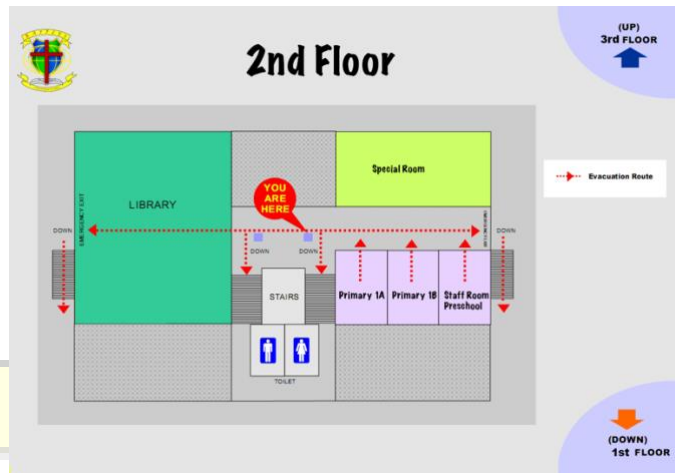 2nd Floor
(UP)
3rd FLOOR
Special Room
YOU
ARE
HERE
Evacuation Route
LIBRARY
EMERGENCY EXIT
DOWN
DOWN
DOWN
DOWN
STAIRS
Primary 1A
Primary 1B
Staff Room
Preschool
TOILET
(DOWN)
1st FLOOR